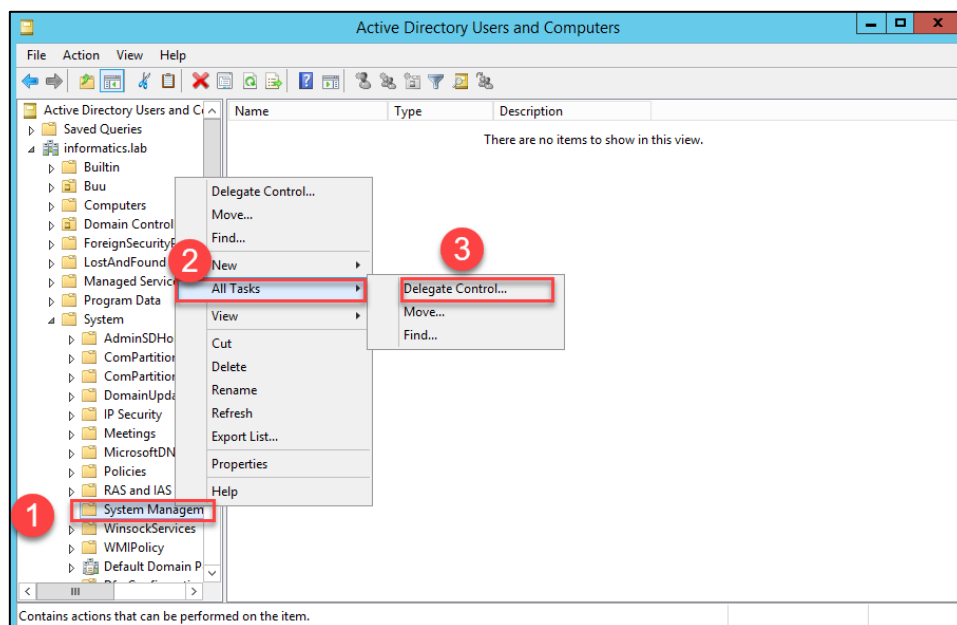 Active Directory Users and Computers
File Action View Help
Active Directory Users and Co
Saved Queries
informatics.lab
Builtin
Buu
Computers
Domain Control
ForeignSecurity
LostAndFound
Managed Service
Program Data
System
AdminSDHo
ComPartition
ComPartition
DomainUpda
IP Security
Meetings
MicrosoftDN
Policies
RAS and IAS
System Managem
WinsockServices
WMIPolicy
Default Domain P
Name Type Description
There are no items to show in this view.
Delegate Control...
Move...
Find...
New
All Tasks
View
Cut
Delete
Rename
Refresh
Export List...
Properties
Help
Delegate Control...
Move...
Find...
1
2
3
Contains actions that can be performed on the item.